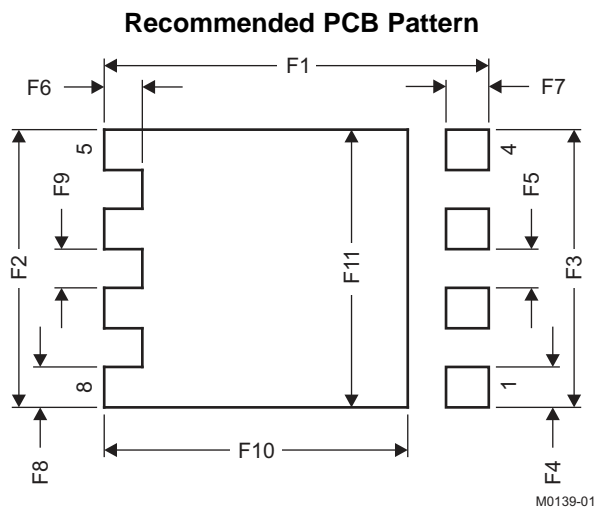 Recommended PCB Pattern
F1
F6
F7
5
4
F9
F5
F2
F11
F3
8
1
F10
F8
F4
M0139-01